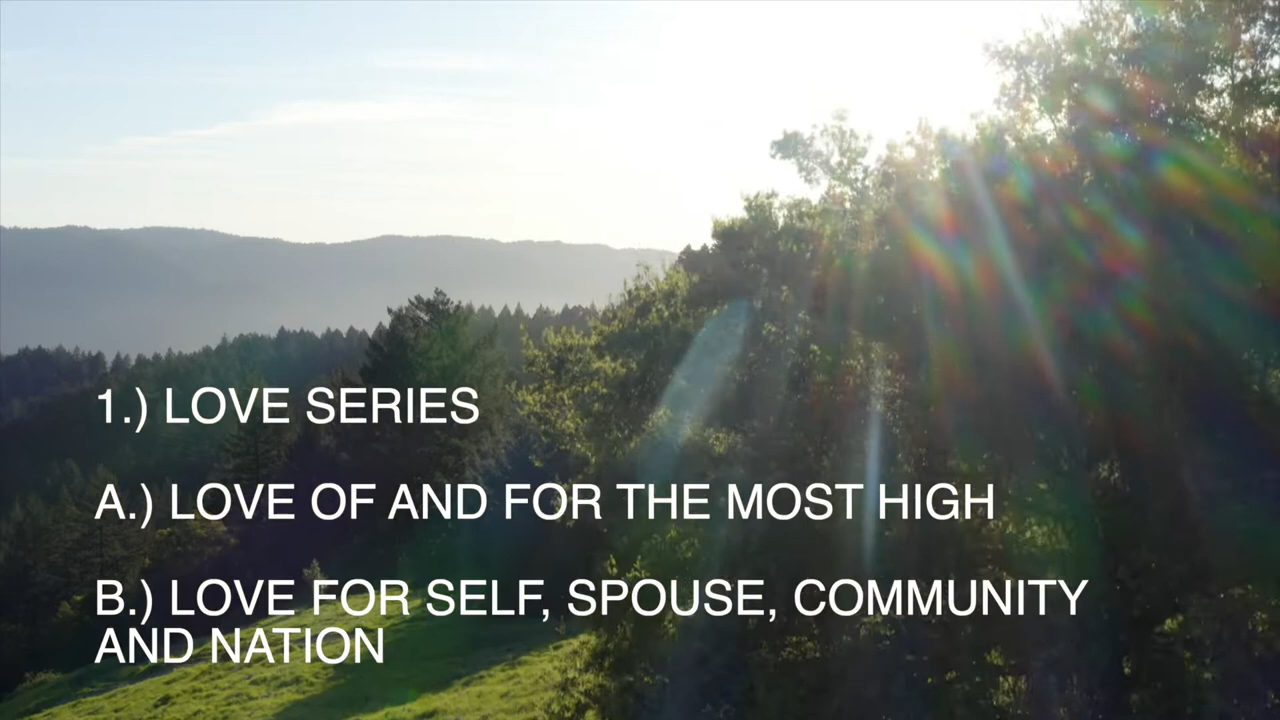 1.) LOVE SERIES
A.) LOVE OF AND FOR THE MOST HIGH
B.) LOVE FOR SELF, SPOUSE, COMMUNITY
AND NATION